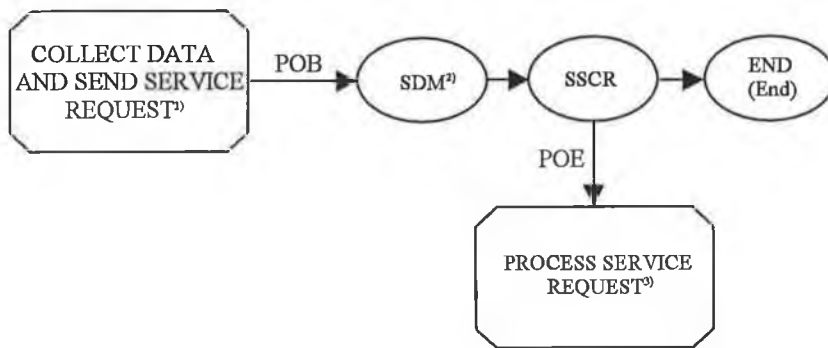 COLLECT DATA
AND SEND SERVICE
REQUEST¹⁾
POB
SDM²⁾
SSCR
END
(End)
POE
PROCESS SERVICE
REQUEST³⁾